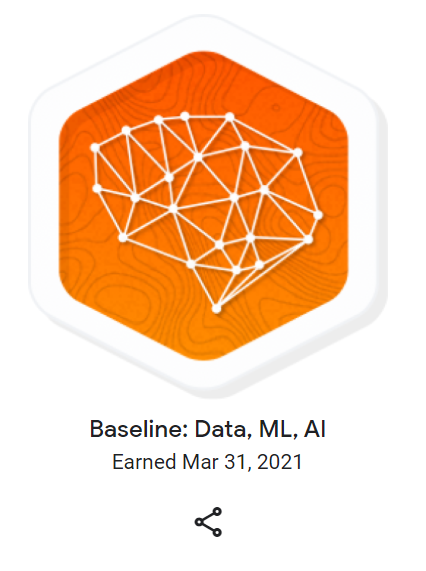 Baseline: Data, ML, AI
Earned Mar 31, 2021